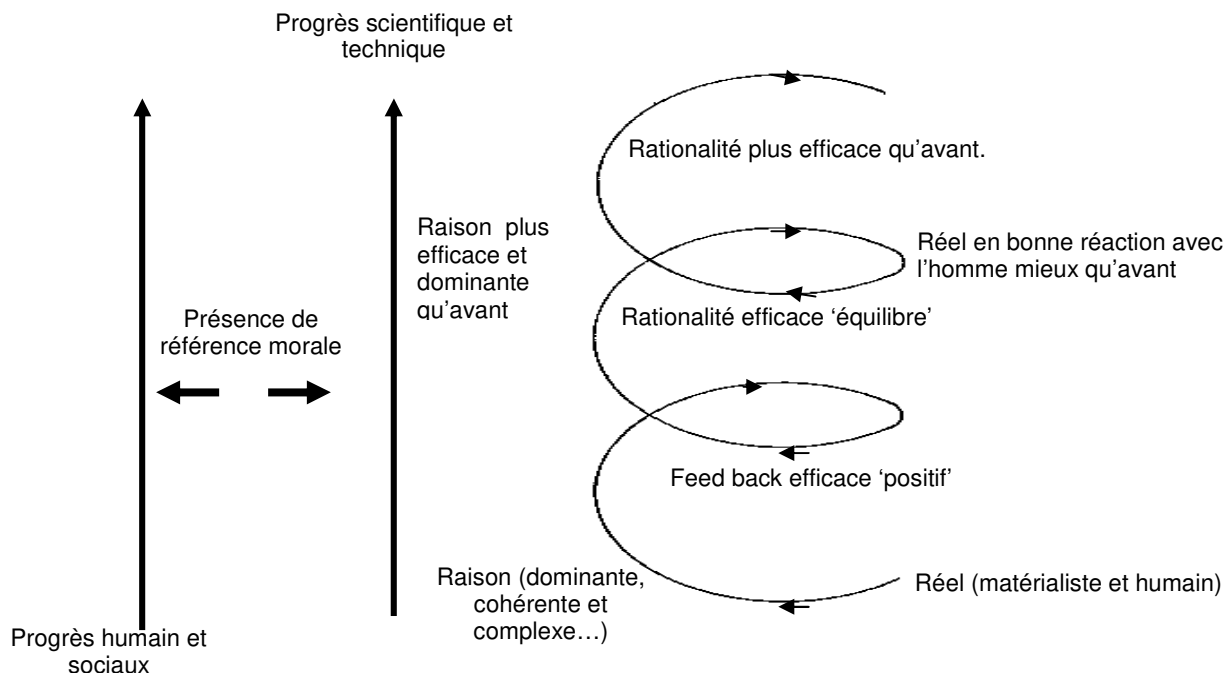 Progrès scientifique et
technique
Rationalité plus efficace qu’avant.
Raison plus
efficace et
dominante
qu’avant
Réel en bonne réaction avec
l’homme mieux qu’avant
Présence de
référence morale
Rationalité efficace ‘équilibre’
Feed back efficace ‘positif’
Raison (dominante,
cohérente et
complexe…)
Réel (matérialiste et humain)
Progrès humain et
sociaux